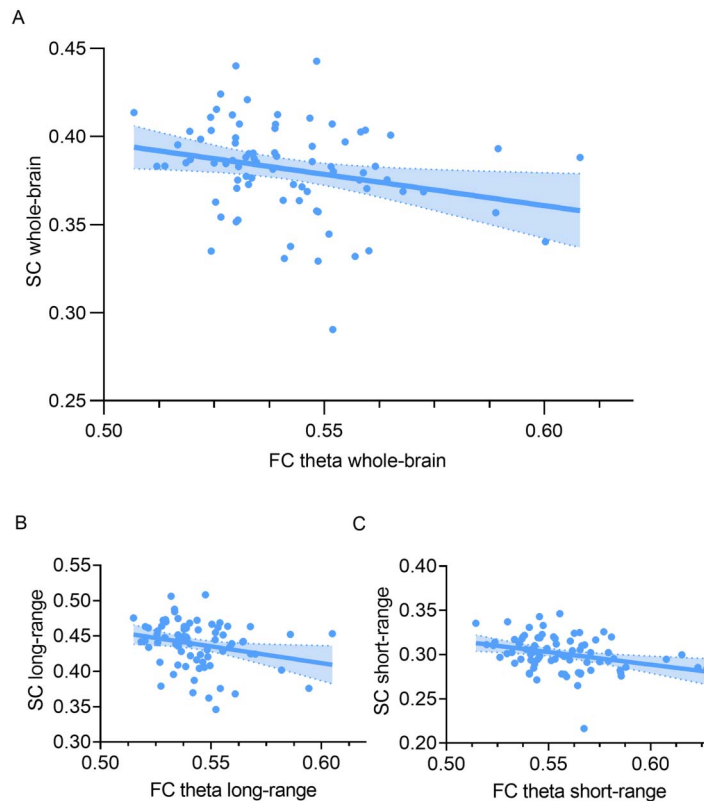 A
0.45
0.40
SC whole-brain
0.35
0.30
0.25
0.50
0.55
0.60
FC theta whole-brain
B
0.55
0.50
0.45
SC long-range
0.40
0.35
0.30
0.50
0.55
0.60
FC theta long-range
C
0.40
0.35
SC short-range
0.30
0.25
0.20
0.50
0.55
0.60
FC theta short-range